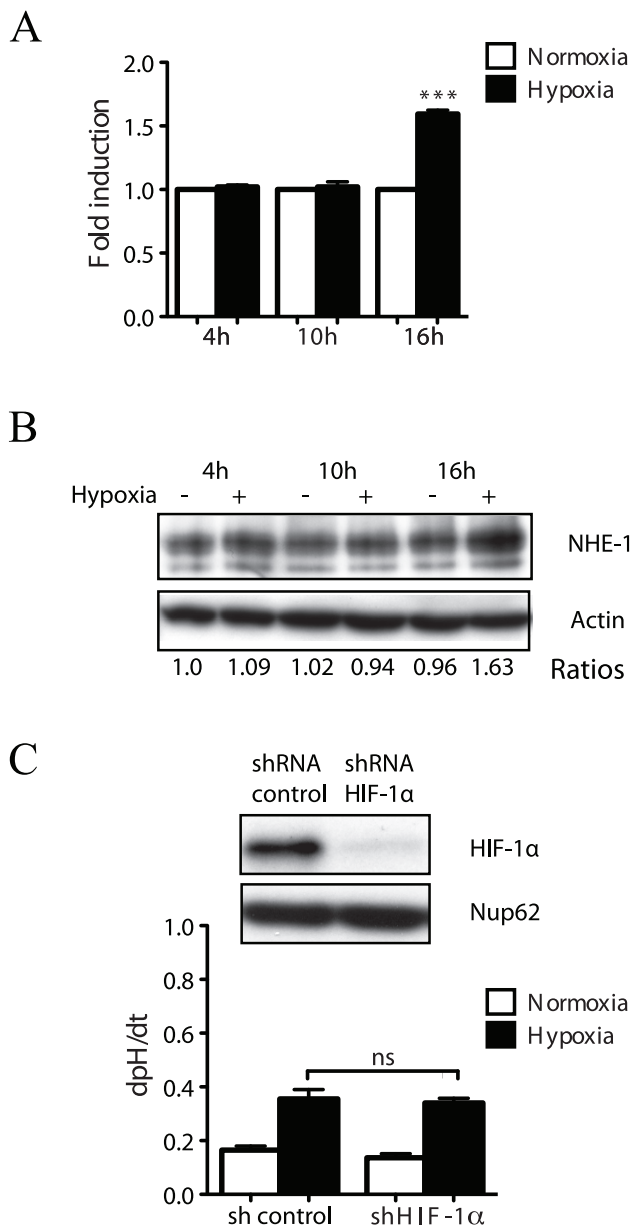 A
Normoxia
Hypoxia
***
Fold induction
2.0
1.5
1.0
0.5
0.0
4h 10h 16h
B
4h 10h 16h
Hypoxia - + - + - +
NHE-1
Actin
1.0 1.09 1.02 0.94 0.96 1.63 Ratios
C
shRNA control
shRNA HIF-1α
HIF-1α
Nup62
Normoxia
Hypoxia
dpH/dt
1.0
0.8
0.6
0.4
0.2
0.0
ns
sh control shHIF-1α